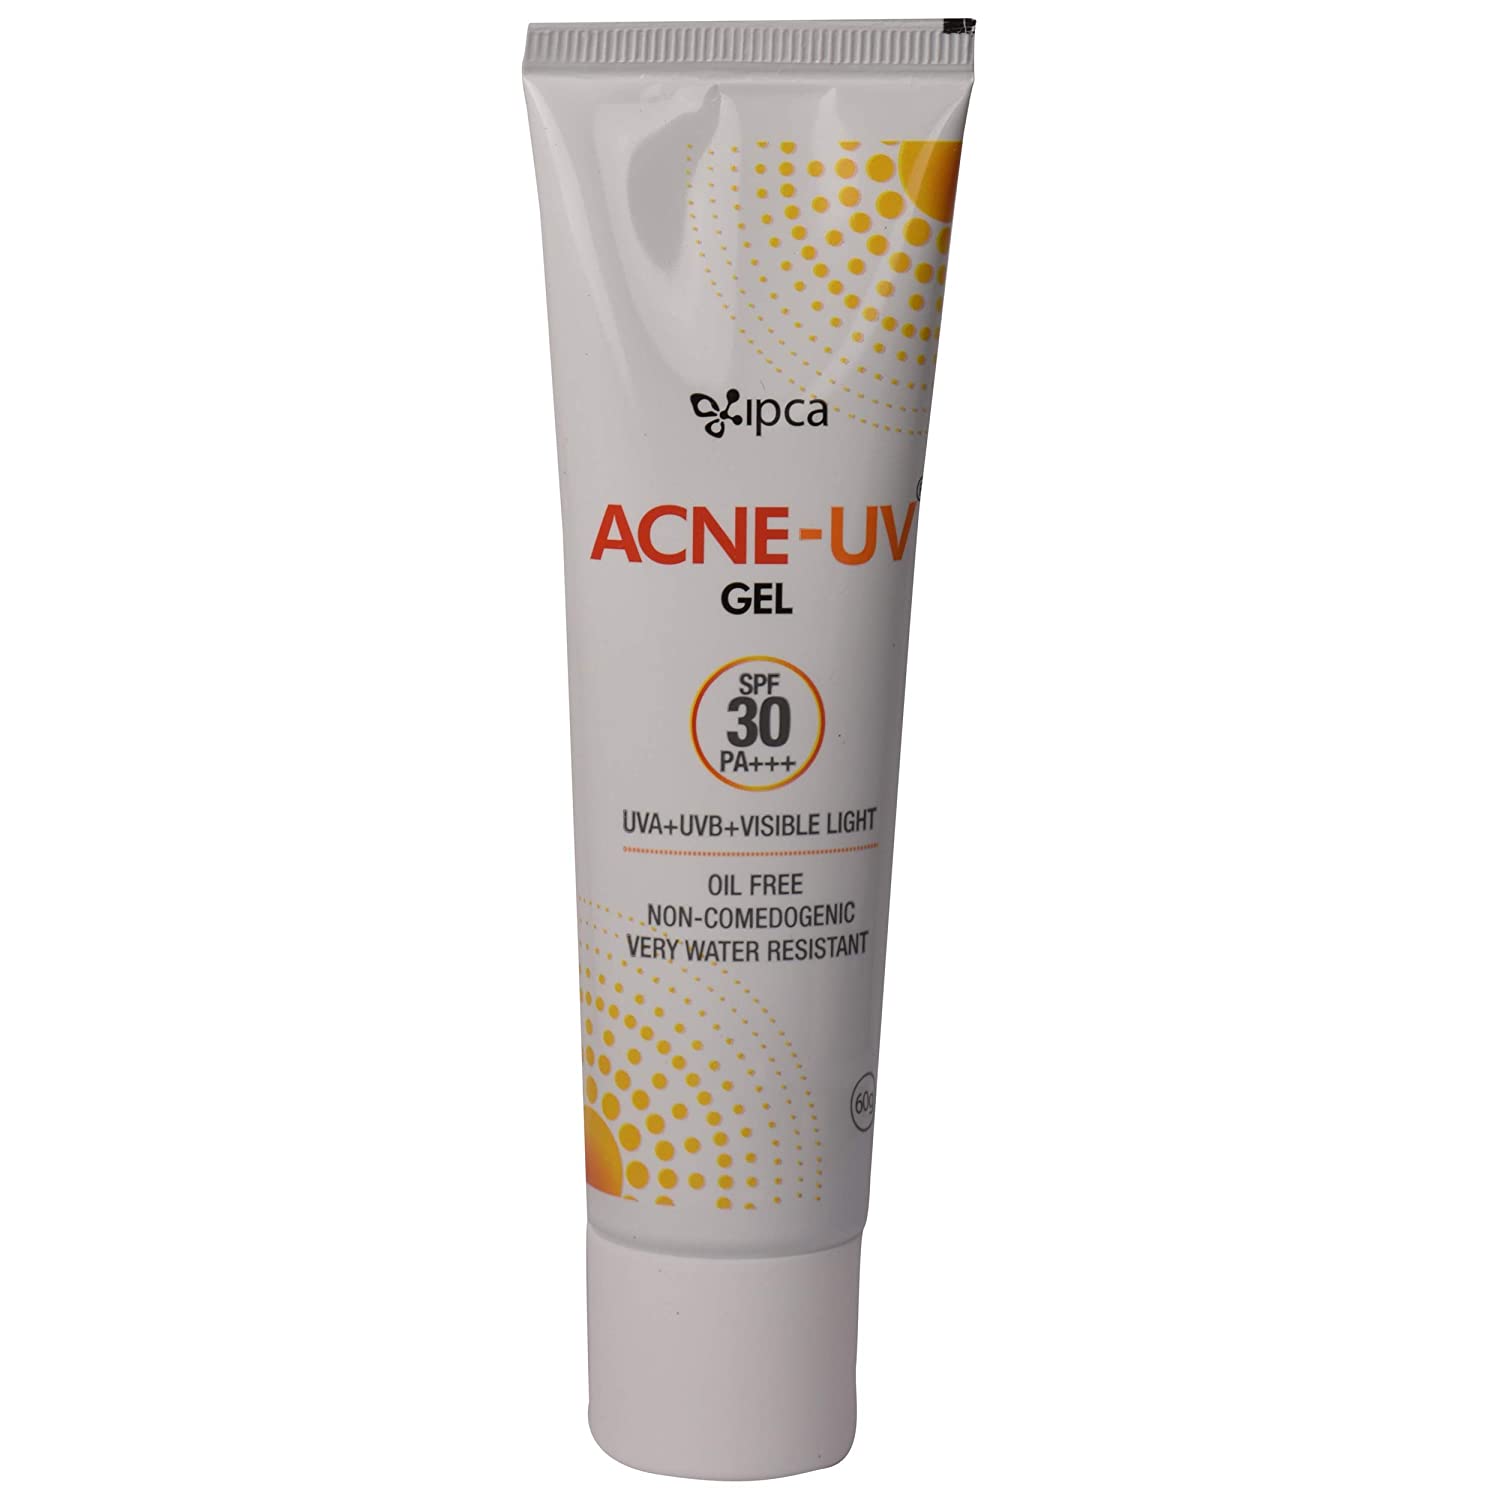 ipca
ACNE-UV
GEL
SPF
30
PA+++
UVA+UVB+VISIBLE LIGHT
OIL FREE
NON-COMEDOGENIC
VERY WATER RESISTANT
60g